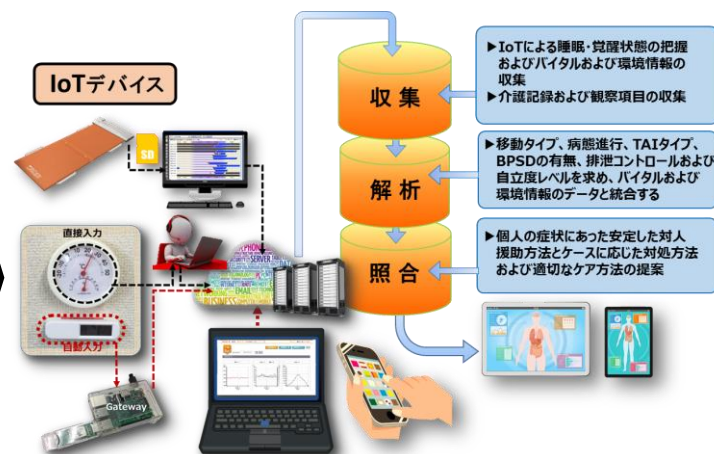 IoTデバイス
SD
直接入力
自動入力
Gateway
収集
解析
照合
▶IoTによる睡眠・覚醒状態の把握
およびバイタルおよび環境情報の
収集
▶介護記録および観察項目の収集
▶移動タイプ、病態進行、TAIタイプ、
BPSDの有無、排泄コントロールおよび
自立度レベルを求め、バイタルおよび
環境情報のデータと統合する
▶個人の症状にあった安定した対人
援助方法とケースに応じた対処方法
および適切なケア方法の提案
SERVER
EMAIL
BUSINESS